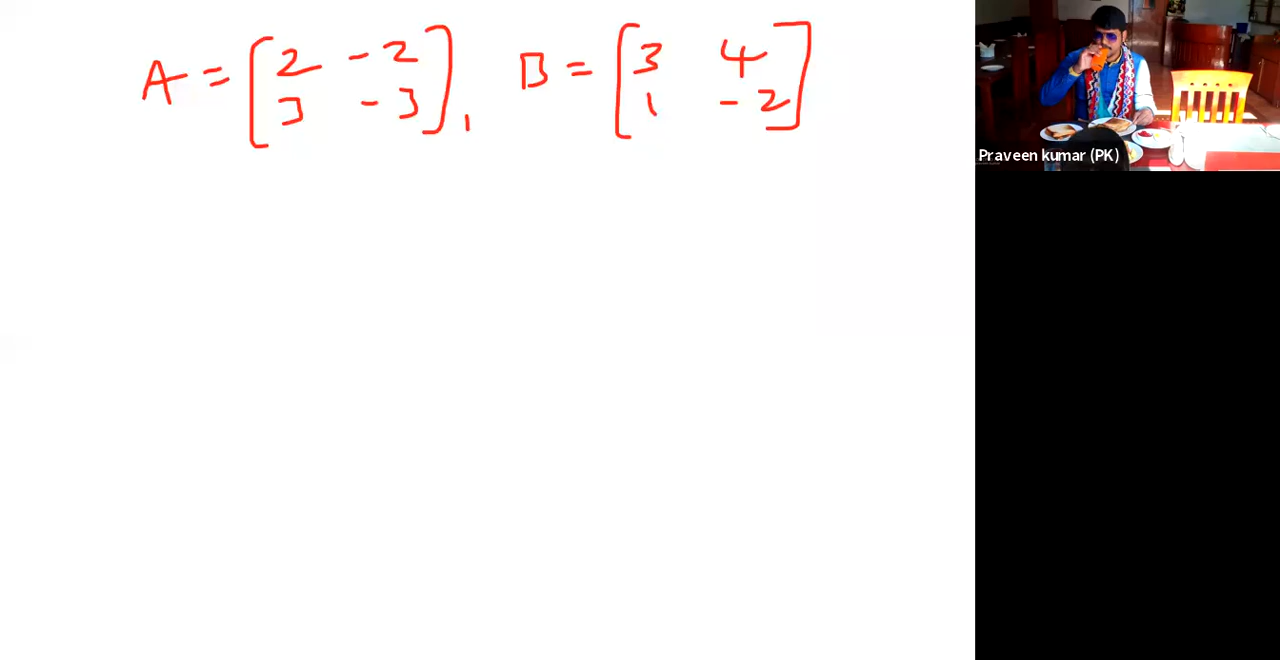 A = [2 -2], B = [3 4]
[3 -3] [1 -2]
Praveen kumar (PK)